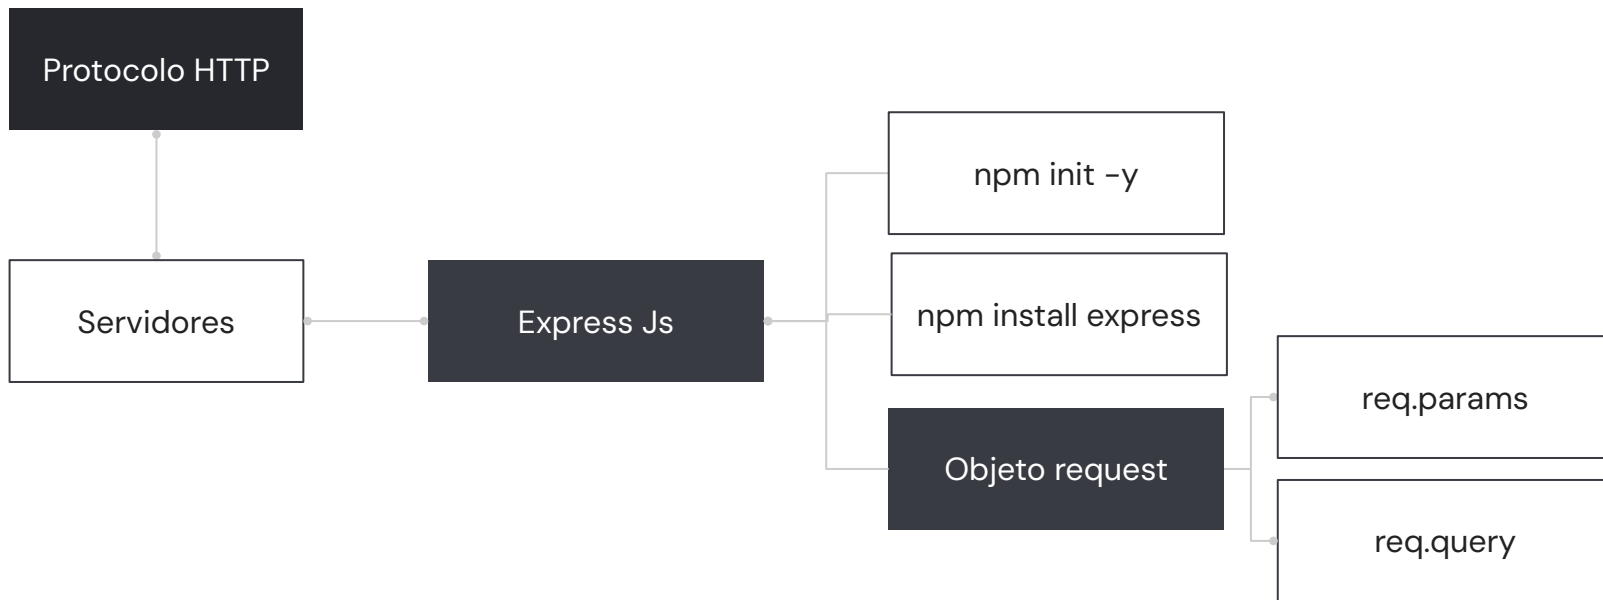 Protocolo HTTP
Servidores
Express Js
npm init -y
npm install express
Objeto request
req.params
req.query